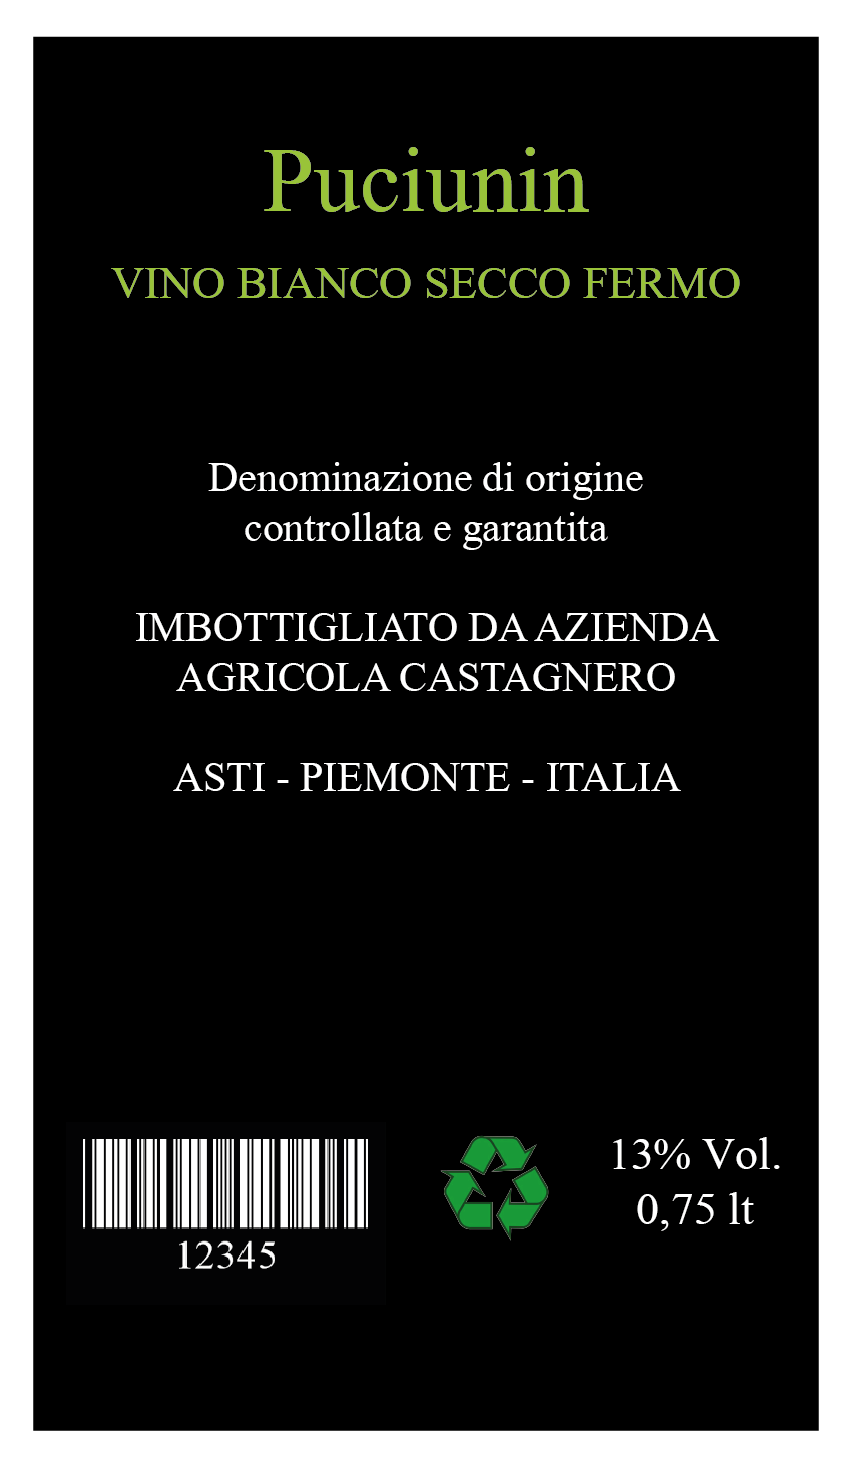 Puciunin
VINO BIANCO SECCO FERMO
Denominazione di origine
controllata e garantita
IMBOTTIGLIATO DA AZIENDA
AGRICOLA CASTAGNERO
ASTI - PIEMONTE - ITALIA
12345
13% Vol.
0,75 lt